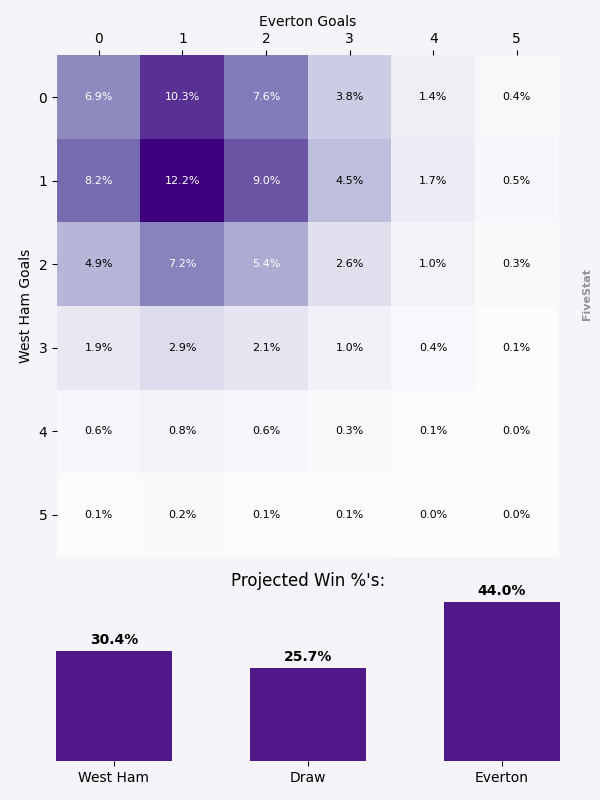 Everton Goals
0 1 2 3 4 5
0 6.9% 10.3% 7.6% 3.8% 1.4% 0.4%
1 8.2% 12.2% 9.0% 4.5% 1.7% 0.5%
2 4.9% 7.2% 5.4% 2.6% 1.0% 0.3%
3 1.9% 2.9% 2.1% 1.0% 0.4% 0.1%
4 0.6% 0.8% 0.6% 0.3% 0.1% 0.0%
5 0.1% 0.2% 0.1% 0.1% 0.0% 0.0%
West Ham Goals
FiveStat
Projected Win %'s:
30.4% 25.7% 44.0%
West Ham Draw Everton